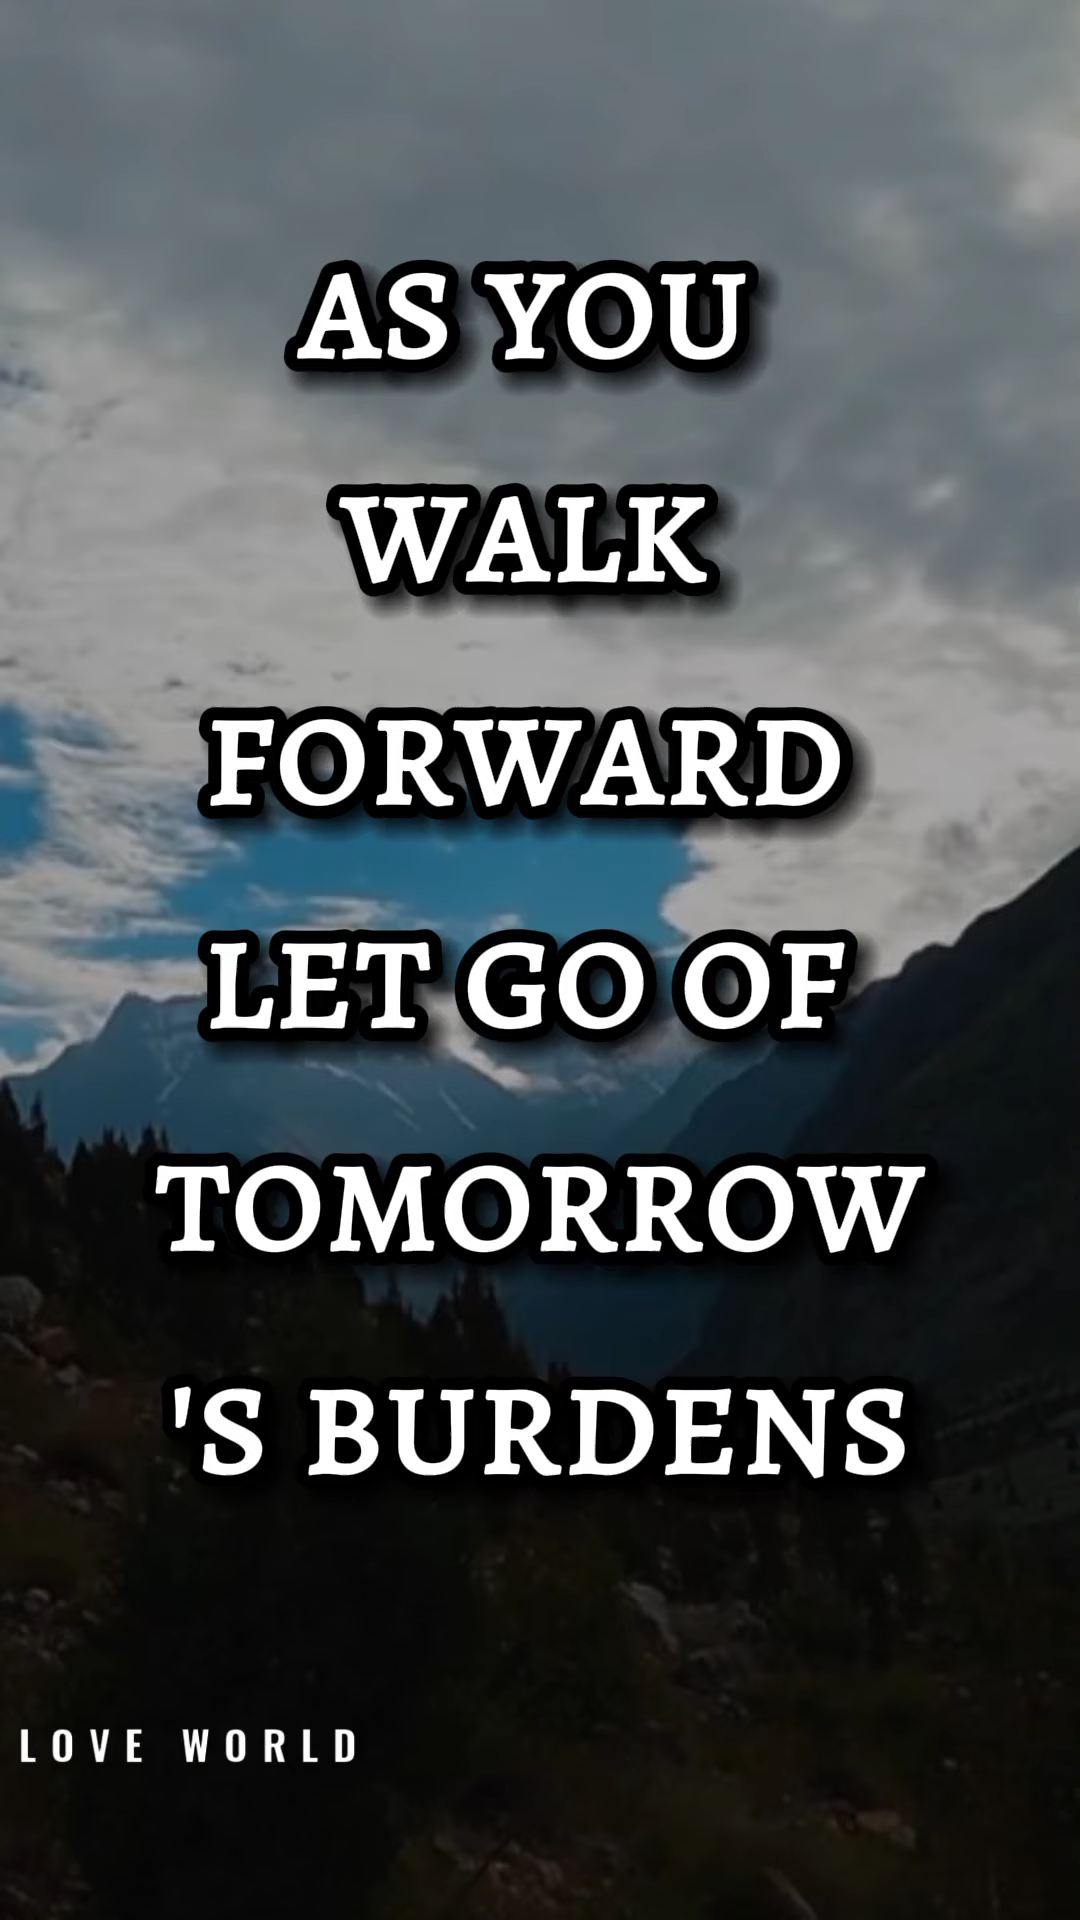 AS YOU
WALK
FORWARD
LET GO OF
TOMORROW
'S BURDENS
LOVE WORLD